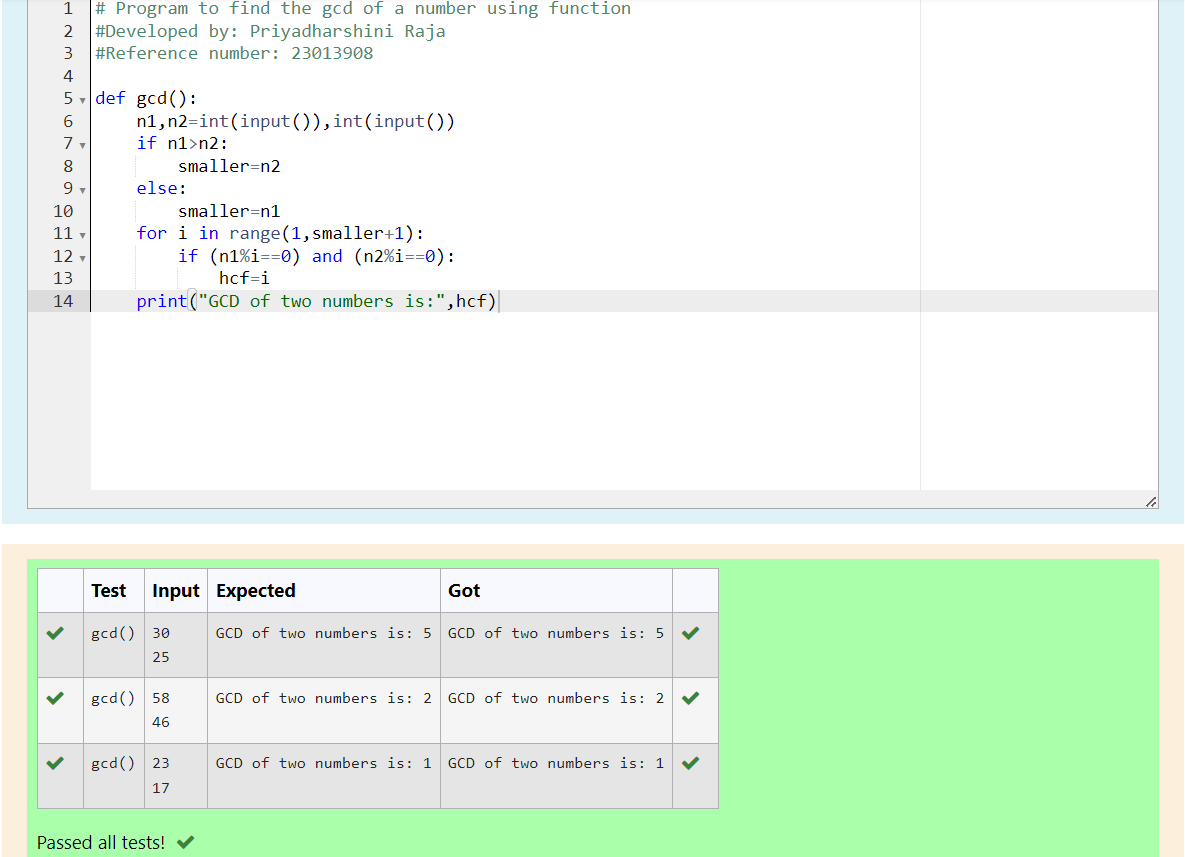 1 # Program to find the gcd of a number using function
2 #Developed by: Priyadharshini Raja
3 #Reference number: 23013908
4
5 def gcd():
6     n1,n2=int(input()),int(input())
7     if n1>n2:
8         smaller=n2
9     else:
10         smaller=n1
11     for i in range(1,smaller+1):
12         if (n1%i==0) and (n2%i==0):
13             hcf=i
14     print("GCD of two numbers is:",hcf)
Test Input Expected Got
gcd() 30 GCD of two numbers is: 5 GCD of two numbers is: 5
25
gcd() 58 GCD of two numbers is: 2 GCD of two numbers is: 2
46
gcd() 23 GCD of two numbers is: 1 GCD of two numbers is: 1
17
Passed all tests!